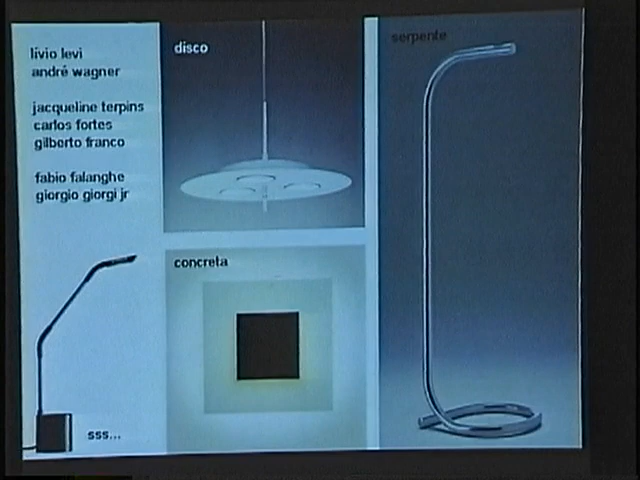 livio levi
andré wagner
jacqueline terpins
carlos fortes
gilberto franco
fabio falanghe
giorgio giorgi jr
disco
serpente
concreta
sss...